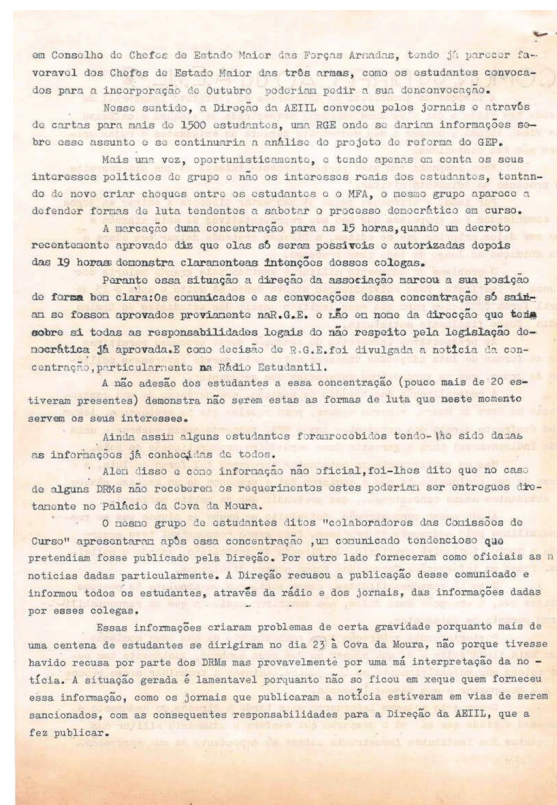 em Conselho de Chefes de Estado Maior das Forças Armadas, tendo já parecer fa-
voravel dos Chefes de Estado Maior das três armas, como os estudantes convoca-
dos para a incorporação de Outubro poderiam pedir a sua denconvocação.
Nesse sentido, a Direção da AEIIL convocou pelos jornais e através
de cartas para mais de 1500 estudantes, uma RGE onde se dariam informações so-
bre esse assunto e se continuaria a análise do projeto de reforma do GEP.
Mais uma vez, oportunisticamente, e tendo apenas em conta os seus
interesses políticos de grupo e não os interesses reais dos estudantes, tentan-
do de novo criar choques entre os estudantes e o MFA, o mesmo grupo aparece a
defender formas de luta tendentes a sabotar o processo democrático em curso.
A marcação duma concentração para as 15 horas,quando um decreto
recentemente aprovado diz que elas só seram possiveis e autorizadas depois
das 19 horas demonstra claramenteas intenções desses colegas.
Perante essa situação a direção da associação marcou a sua posição
de forma bem clara:Os comunicados e as convocações dessa concentração só sairi-
am se fossem aprovados previamente naR.G.E. e não em nome da direcção que teria
sobre si todas as responsabilidades legais do não respeito pela legislação de-
mocrática já aprovada.E como decisão de R.G.E.foi divulgada a notícia da con-
centração,particularmente na Rádio Estudantil.
A não adesão dos estudantes a essa concentração (pouco mais de 20 es-
tiveram presentes) demonstra não serem estas as formas de luta que neste momento
servem os seus interesses.
Ainda assim alguns estudantes foramrecebidos tendo-lhe sido dadas
as informações já conhecidas de todos.
Alem disso e como informação não oficial,foi-lhes dito que no caso
de alguns DRMs não receberem os requerimentos estes poderiam ser entregues dire-
tamente no Palácio da Cova da Moura.
O mesmo grupo de estudantes ditos "colaboradores das Comissões de
Curso" apresentaram após essa concentração ,um comunicado tendencioso que
pretendiam fosse publicado pela Direção. Por outro lado forneceram como oficiais as n
noticias dadas particularmente. A Direção recusou a publicação desse comunicado e
informou todos os estudantes, através da rádio e dos jornais, das informações dadas
por esses colegas.
Essas informações criaram problemas de certa gravidade porquanto mais de
uma centena de estudantes se dirigiram no dia 23 à Cova da Moura, não porque tivesse
havido recusa por parte dos DRMs mas provavelmente por uma má interpretação da no -
tícia. A situação gerada é lamentavel porquanto não só ficou em xeque quem forneceu
essa informação, como os jornais que publicaram a notícia estiveram em vias de serem
sancionados, com as consequentes responsabilidades para a Direção da AEIIL, que a
fez publicar.